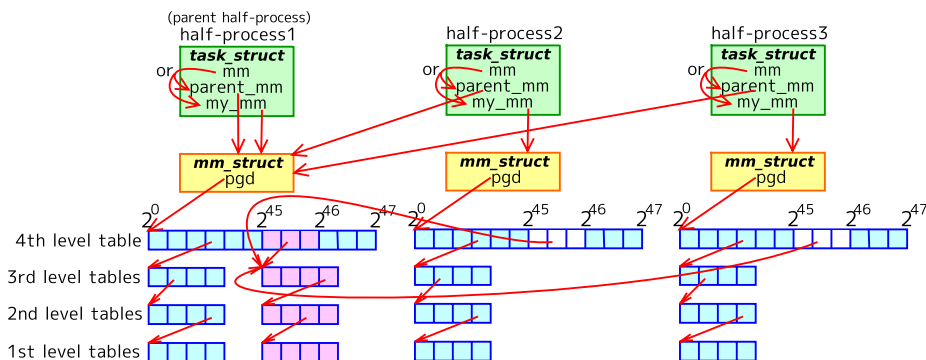 (parent half-process)
half-process1
half-process2
half-process3
task_struct
task_struct
task_struct
or
mm
or
mm
or
mm
parent_mm
parent_mm
parent_mm
my_mm
my_mm
my_mm
mm_struct
mm_struct
mm_struct
pgd
pgd
pgd
2^0 2^45 2^46 2^47
2^0 2^45 2^46 2^47
2^0 2^45 2^46 2^47
4th level table
3rd level tables
2nd level tables
1st level tables